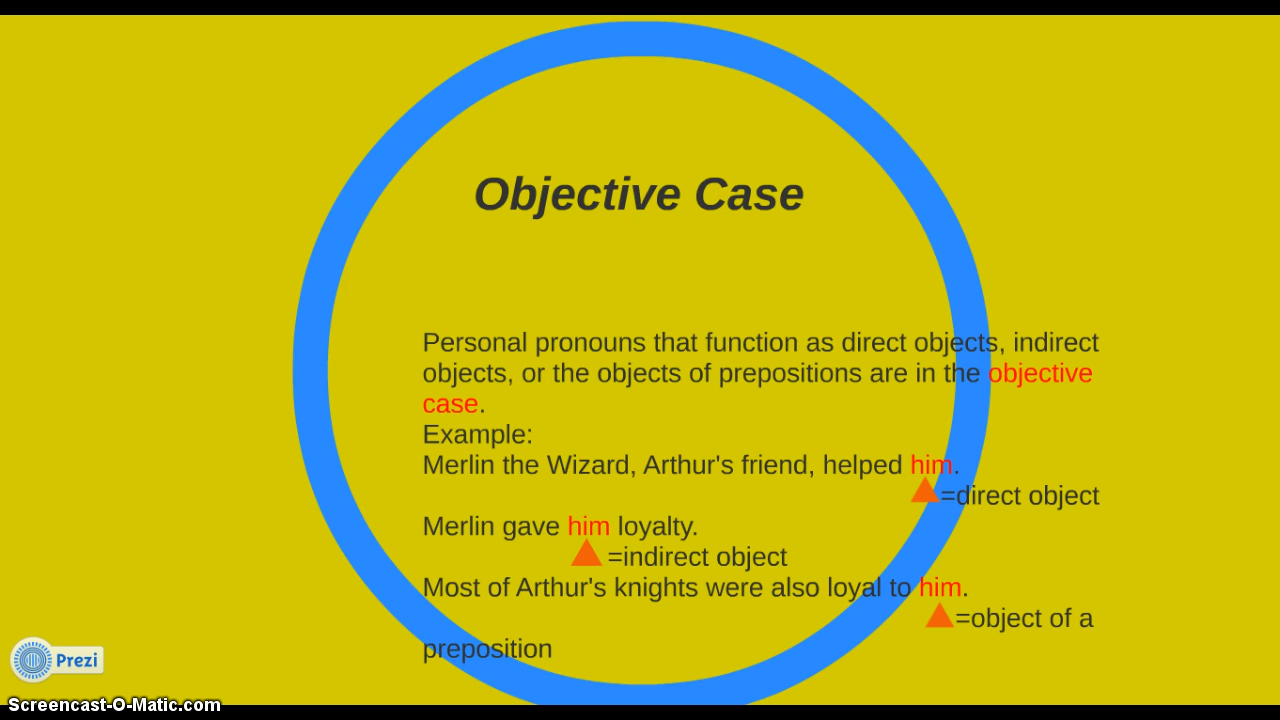 Objective Case
Personal pronouns that function as direct objects, indirect
objects, or the objects of prepositions are in the objective
case.
Example:
Merlin the Wizard, Arthur's friend, helped him.
=direct object
Merlin gave him loyalty.
=indirect object
Most of Arthur's knights were also loyal to him.
=object of a
preposition
Prezi
Screencast-O-Matic.com